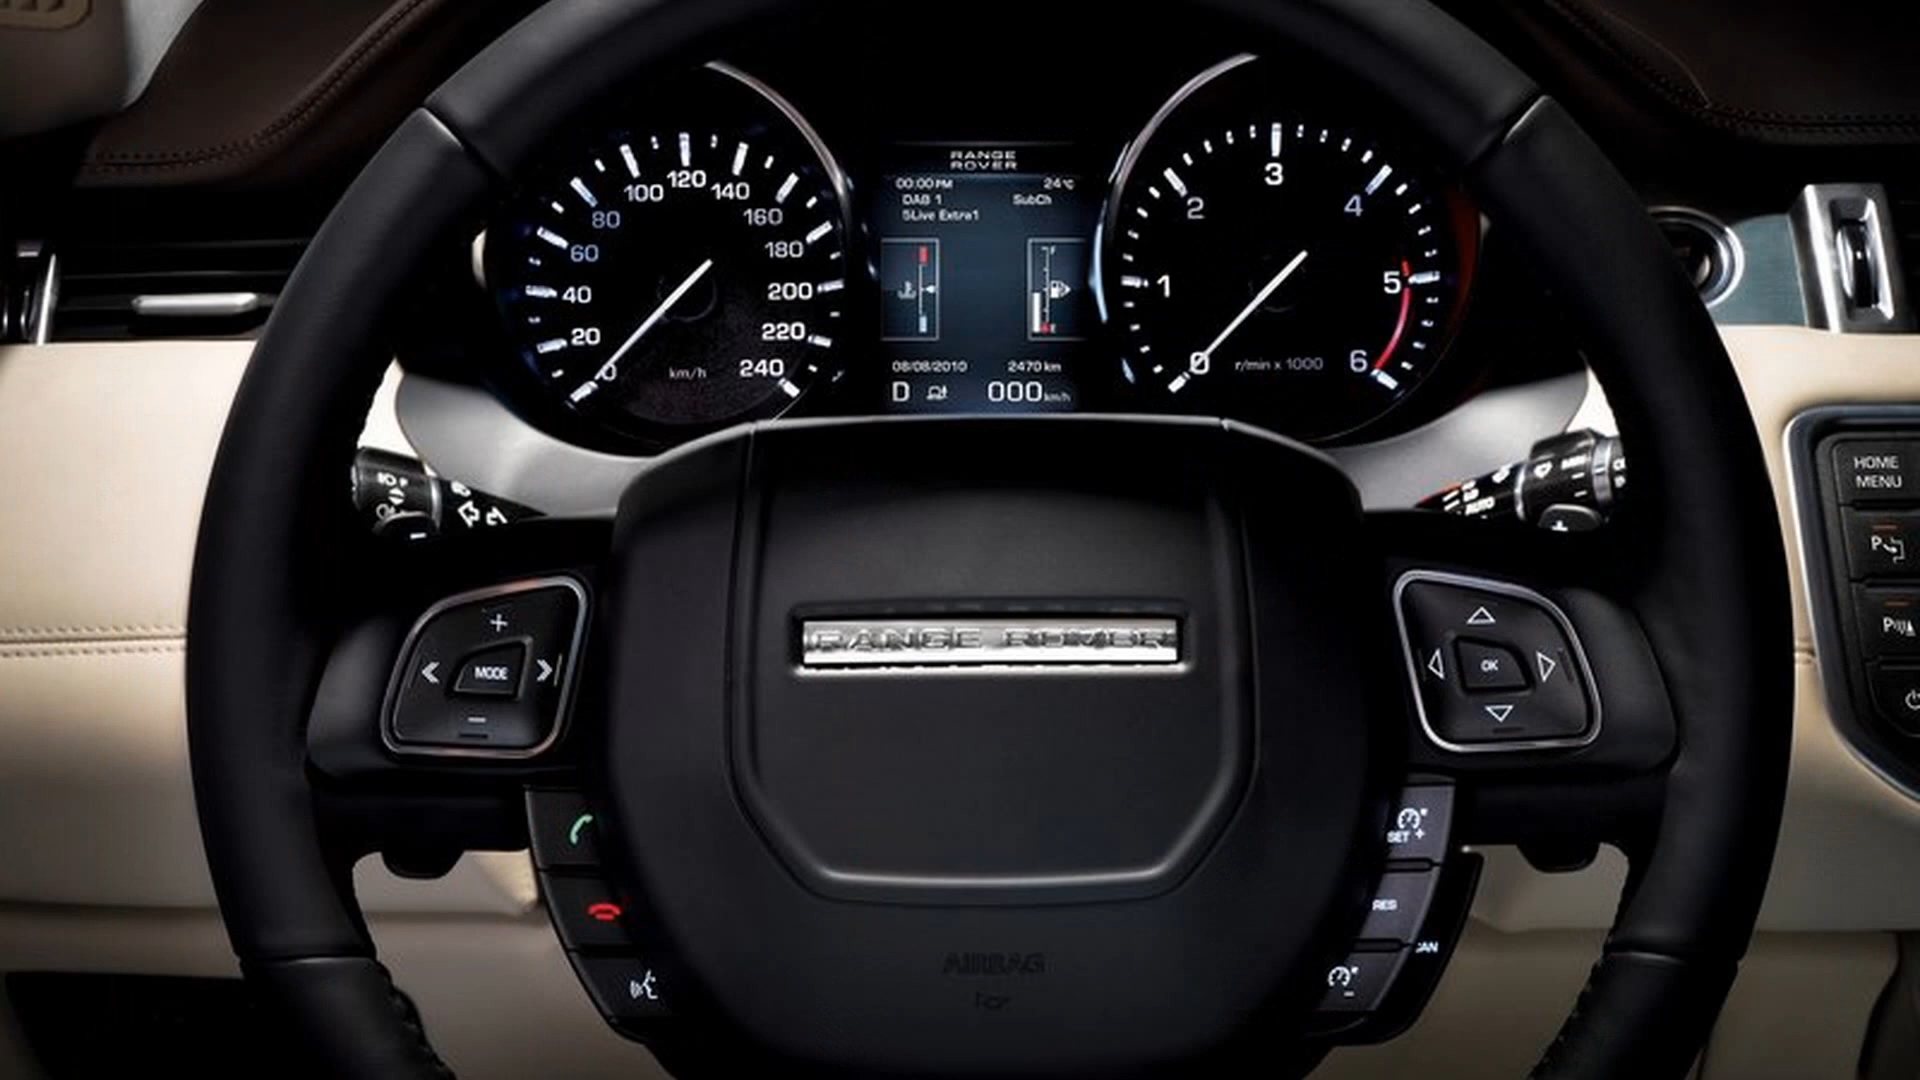 RANGE
ROVER
00:00 PM 24°C
DAB 1 SubCh
5Live Extra1
F
E
08/08/2010 2470 km
D 000 km/h
0
20
40
60
80
100
120
140
160
180
200
220
240
km/h
0
1
2
3
4
5
6
r/min x 1000
AUTO
HOME
MENU
P
P
+
MODE
−
OK
RANGE ROVER
SET +
RES
CAN
−
AIRBAG